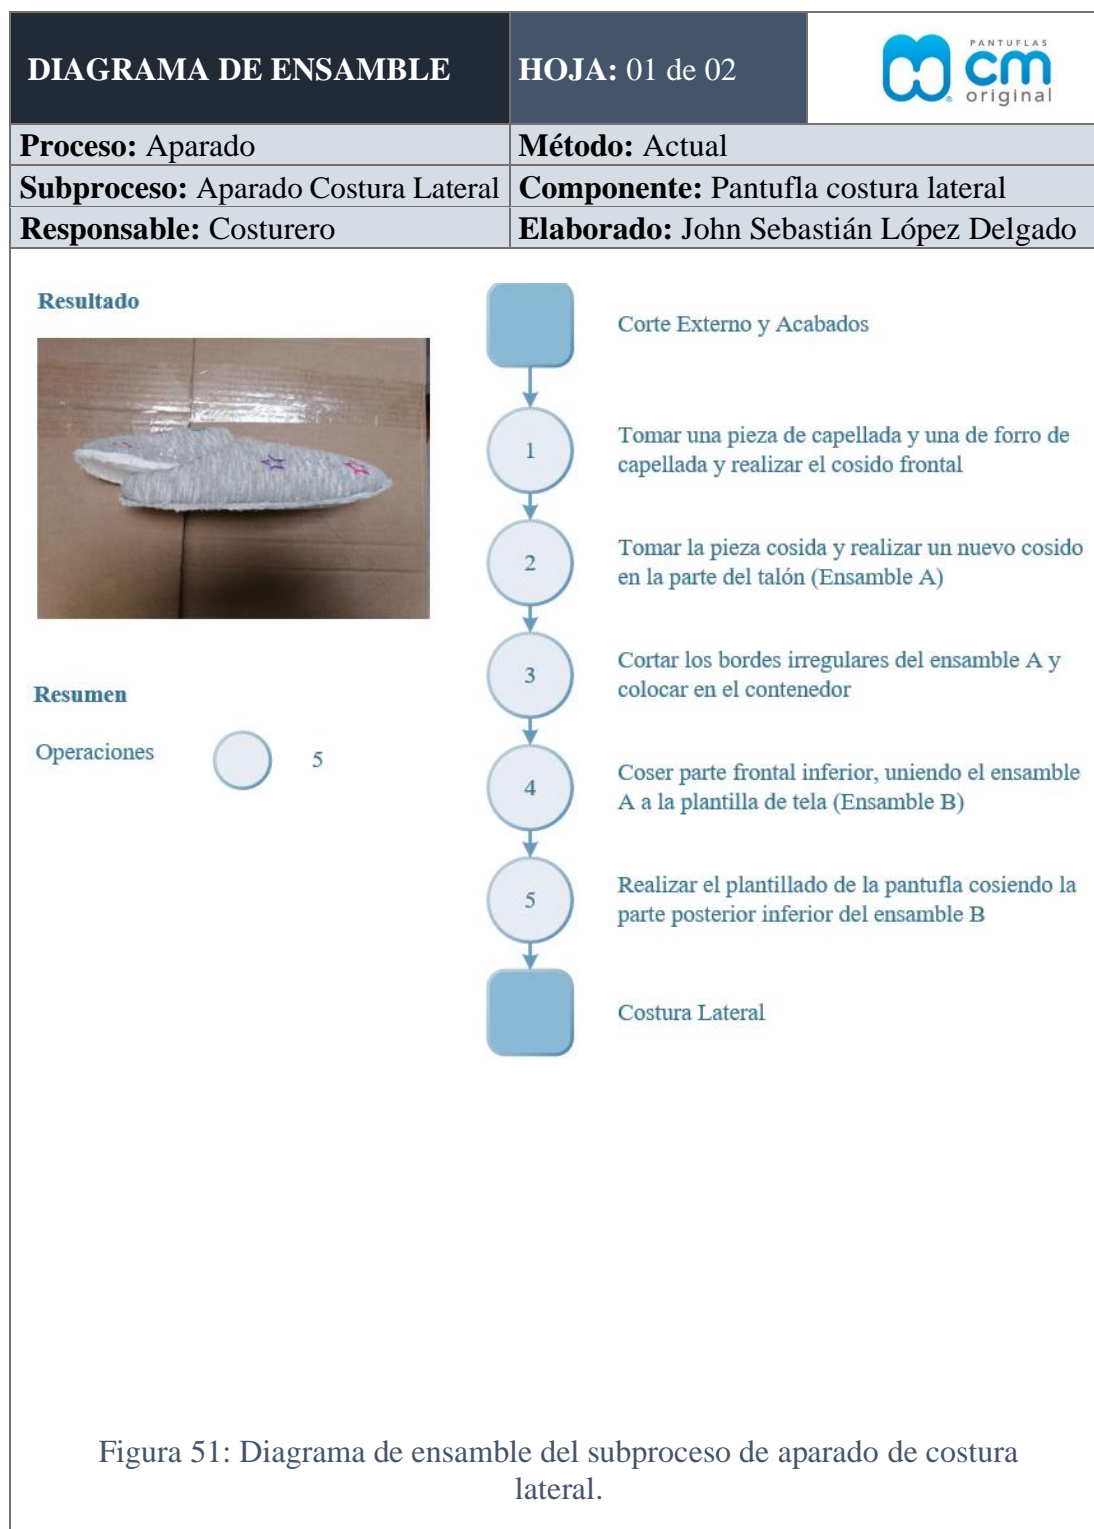 DIAGRAMA DE ENSAMBLE
HOJA: 01 de 02
PANTUFLAS
cm
original
Proceso: Aparado
Método: Actual
Subproceso: Aparado Costura Lateral
Componente: Pantufla costura lateral
Responsable: Costurero
Elaborado: John Sebastián López Delgado
Resultado
Resumen
Operaciones
5
Corte Externo y Acabados
1
Tomar una pieza de capellada y una de forro de
capellada y realizar el cosido frontal
2
Tomar la pieza cosida y realizar un nuevo cosido
en la parte del talón (Ensamble A)
3
Cortar los bordes irregulares del ensamble A y
colocar en el contenedor
4
Coser parte frontal inferior, uniendo el ensamble
A a la plantilla de tela (Ensamble B)
5
Realizar el plantillado de la pantufla cosiendo la
parte posterior inferior del ensamble B
Costura Lateral
Figura 51: Diagrama de ensamble del subproceso de aparado de costura
lateral.